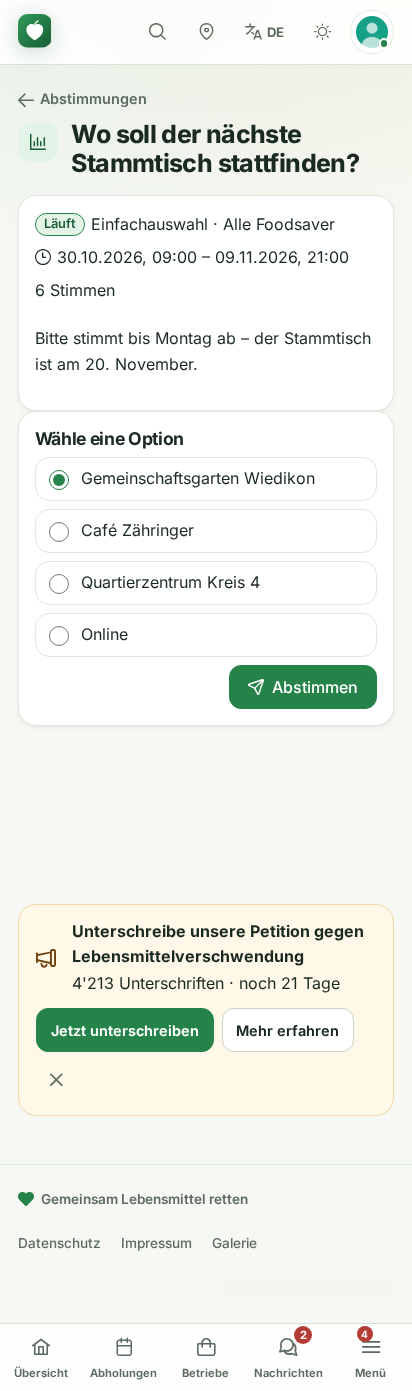 DE
Abstimmungen
Wo soll der nächste
Stammtisch stattfinden?
Läuft Einfachauswahl · Alle Foodsaver
30.10.2026, 09:00 – 09.11.2026, 21:00
6 Stimmen
Bitte stimmt bis Montag ab – der Stammtisch
ist am 20. November.
Wähle eine Option
Gemeinschaftsgarten Wiedikon
Café Zähringer
Quartierzentrum Kreis 4
Online
Abstimmen
Unterschreibe unsere Petition gegen
Lebensmittelverschwendung
4'213 Unterschriften · noch 21 Tage
Jetzt unterschreiben Mehr erfahren
Gemeinsam Lebensmittel retten
Datenschutz Impressum Galerie
2 4
Übersicht Abholungen Betriebe Nachrichten Menü